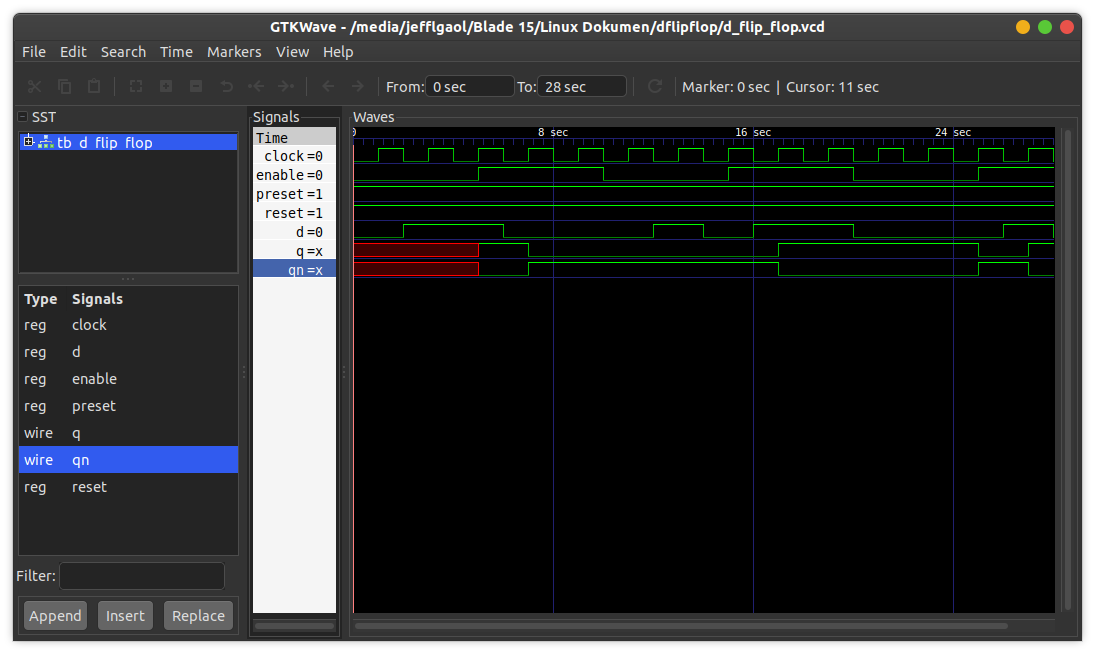 GTKWave - /media/jefflgaol/Blade 15/Linux Dokumen/dflipflop/d_flip_flop.vcd
File Edit Search Time Markers View Help
From: 0 sec To: 28 sec Marker: 0 sec | Cursor: 11 sec
SST
tb_d_flip_flop
Type Signals
reg clock
reg d
reg enable
reg preset
wire q
wire qn
reg reset
Filter:
Append Insert Replace
Signals
Time
clock=0
enable=0
preset=1
reset=1
d=0
q=x
qn=x
Waves
0 8 sec 16 sec 24 sec